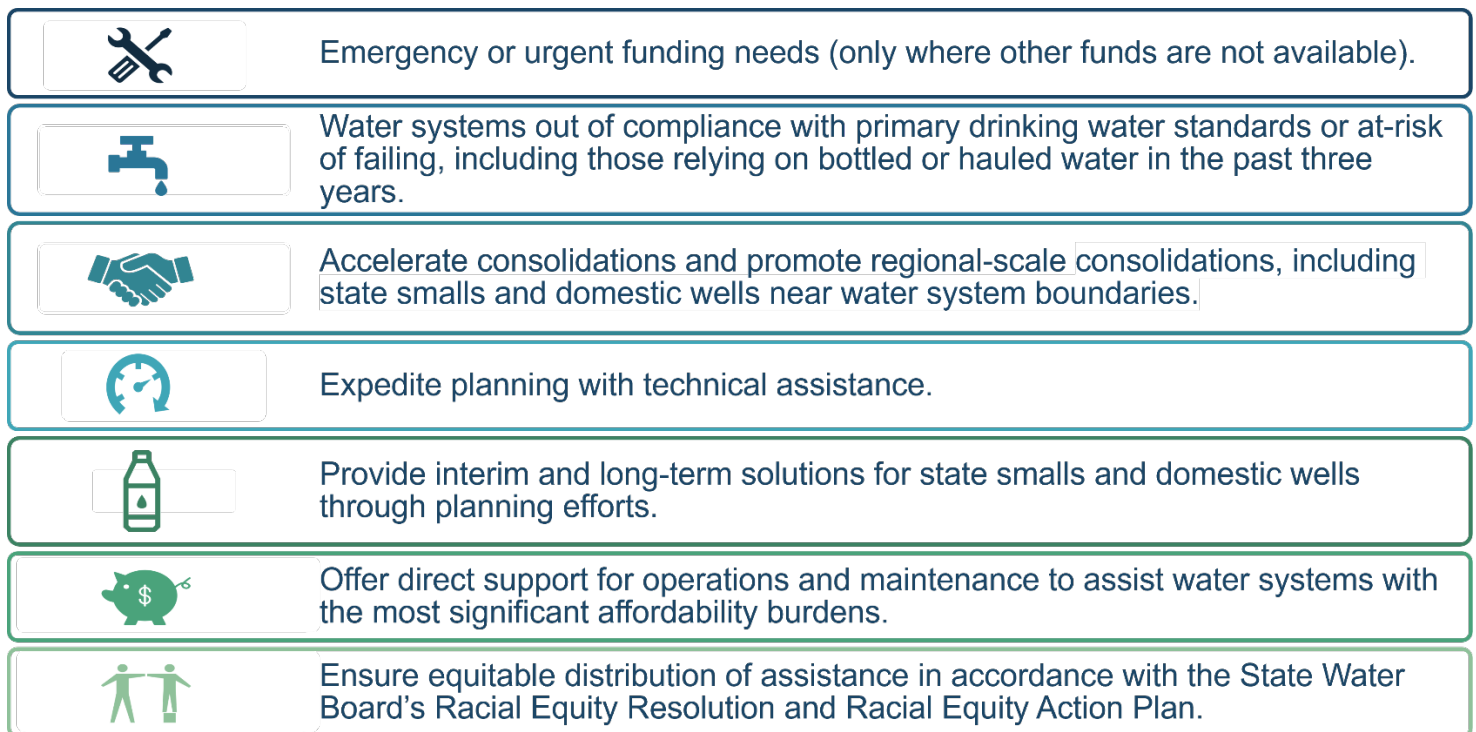 Emergency or urgent funding needs (only where other funds are not available).
Water systems out of compliance with primary drinking water standards or at-risk
of failing, including those relying on bottled or hauled water in the past three
years.
Accelerate consolidations and promote regional-scale consolidations, including
state smalls and domestic wells near water system boundaries.
Expedite planning with technical assistance.
Provide interim and long-term solutions for state smalls and domestic wells
through planning efforts.
$
Offer direct support for operations and maintenance to assist water systems with
the most significant affordability burdens.
Ensure equitable distribution of assistance in accordance with the State Water
Board’s Racial Equity Resolution and Racial Equity Action Plan.